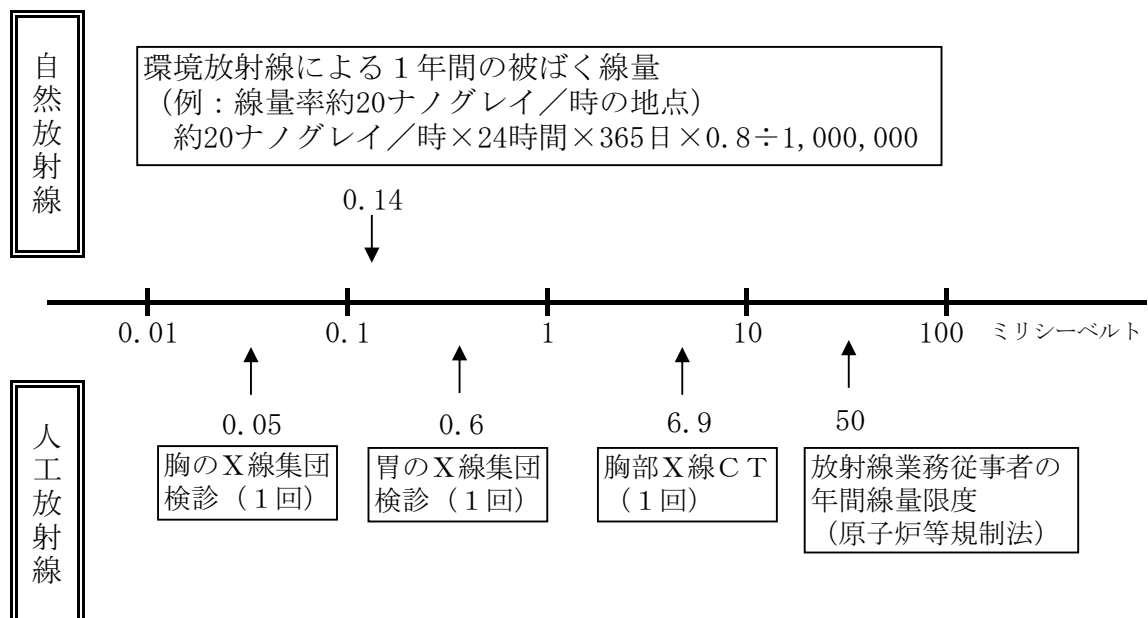 自然放射線
環境放射線による１年間の被ばく線量
（例：線量率約20ナノグレイ／時の地点）
約20ナノグレイ／時×24時間×365日×0.8÷1,000,000
0.14
0.01 0.1 1 10 100 ミリシーベルト
人工放射線
0.05 0.6 6.9 50
胸のＸ線集団
検診（１回）
胃のＸ線集団
検診（１回）
胸部Ｘ線ＣＴ
（１回）
放射線業務従事者の
年間線量限度
（原子炉等規制法）